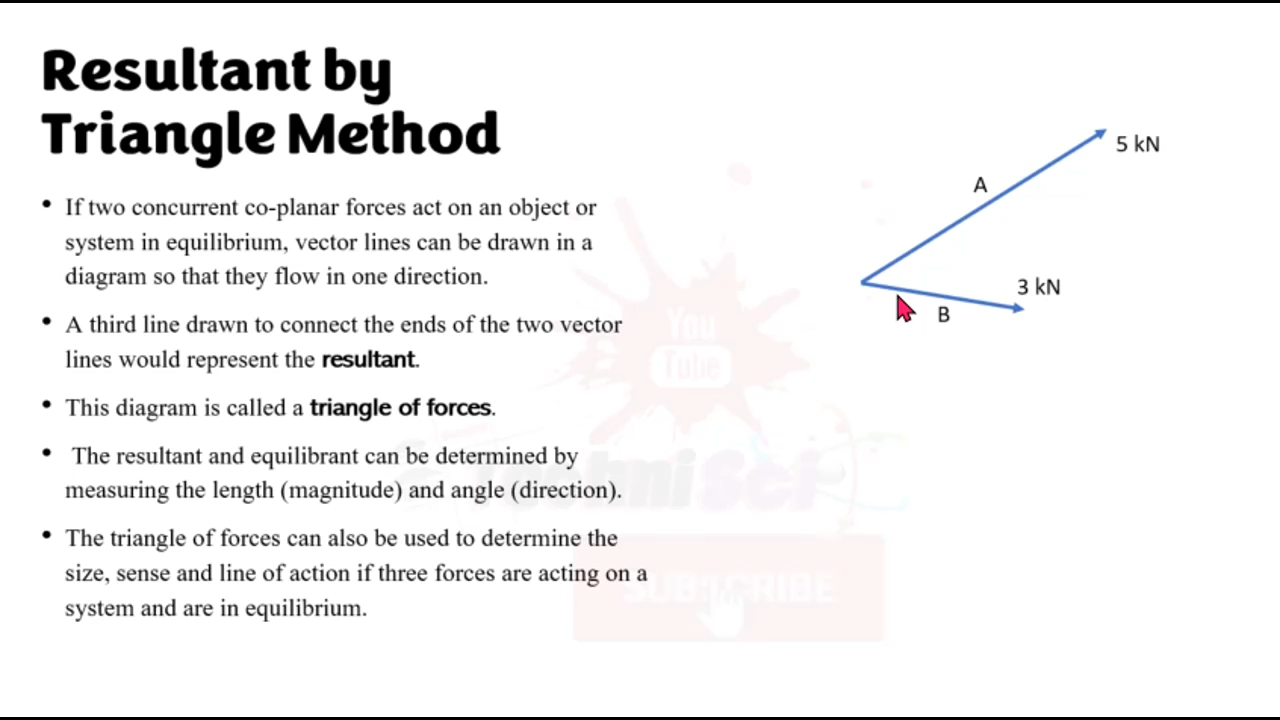 Resultant by
Triangle Method
• If two concurrent co-planar forces act on an object or
system in equilibrium, vector lines can be drawn in a
diagram so that they flow in one direction.
• A third line drawn to connect the ends of the two vector
lines would represent the resultant.
• This diagram is called a triangle of forces.
• The resultant and equilibrant can be determined by
measuring the length (magnitude) and angle (direction).
• The triangle of forces can also be used to determine the
size, sense and line of action if three forces are acting on a
system and are in equilibrium.
5 kN
A
3 kN
B
You
Tube
TechniSci
SUBSCRIBE